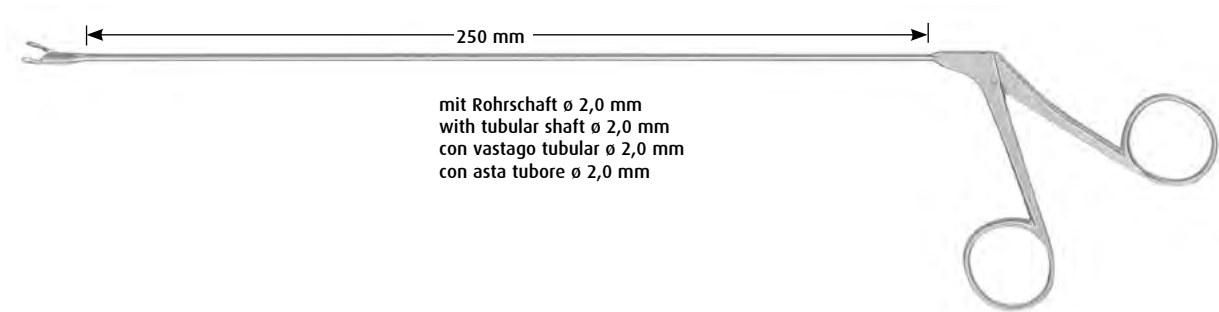 250 mm
mit Rohrschaft ø 2,0 mm
with tubular shaft ø 2,0 mm
con vastago tubular ø 2,0 mm
con asta tubore ø 2,0 mm